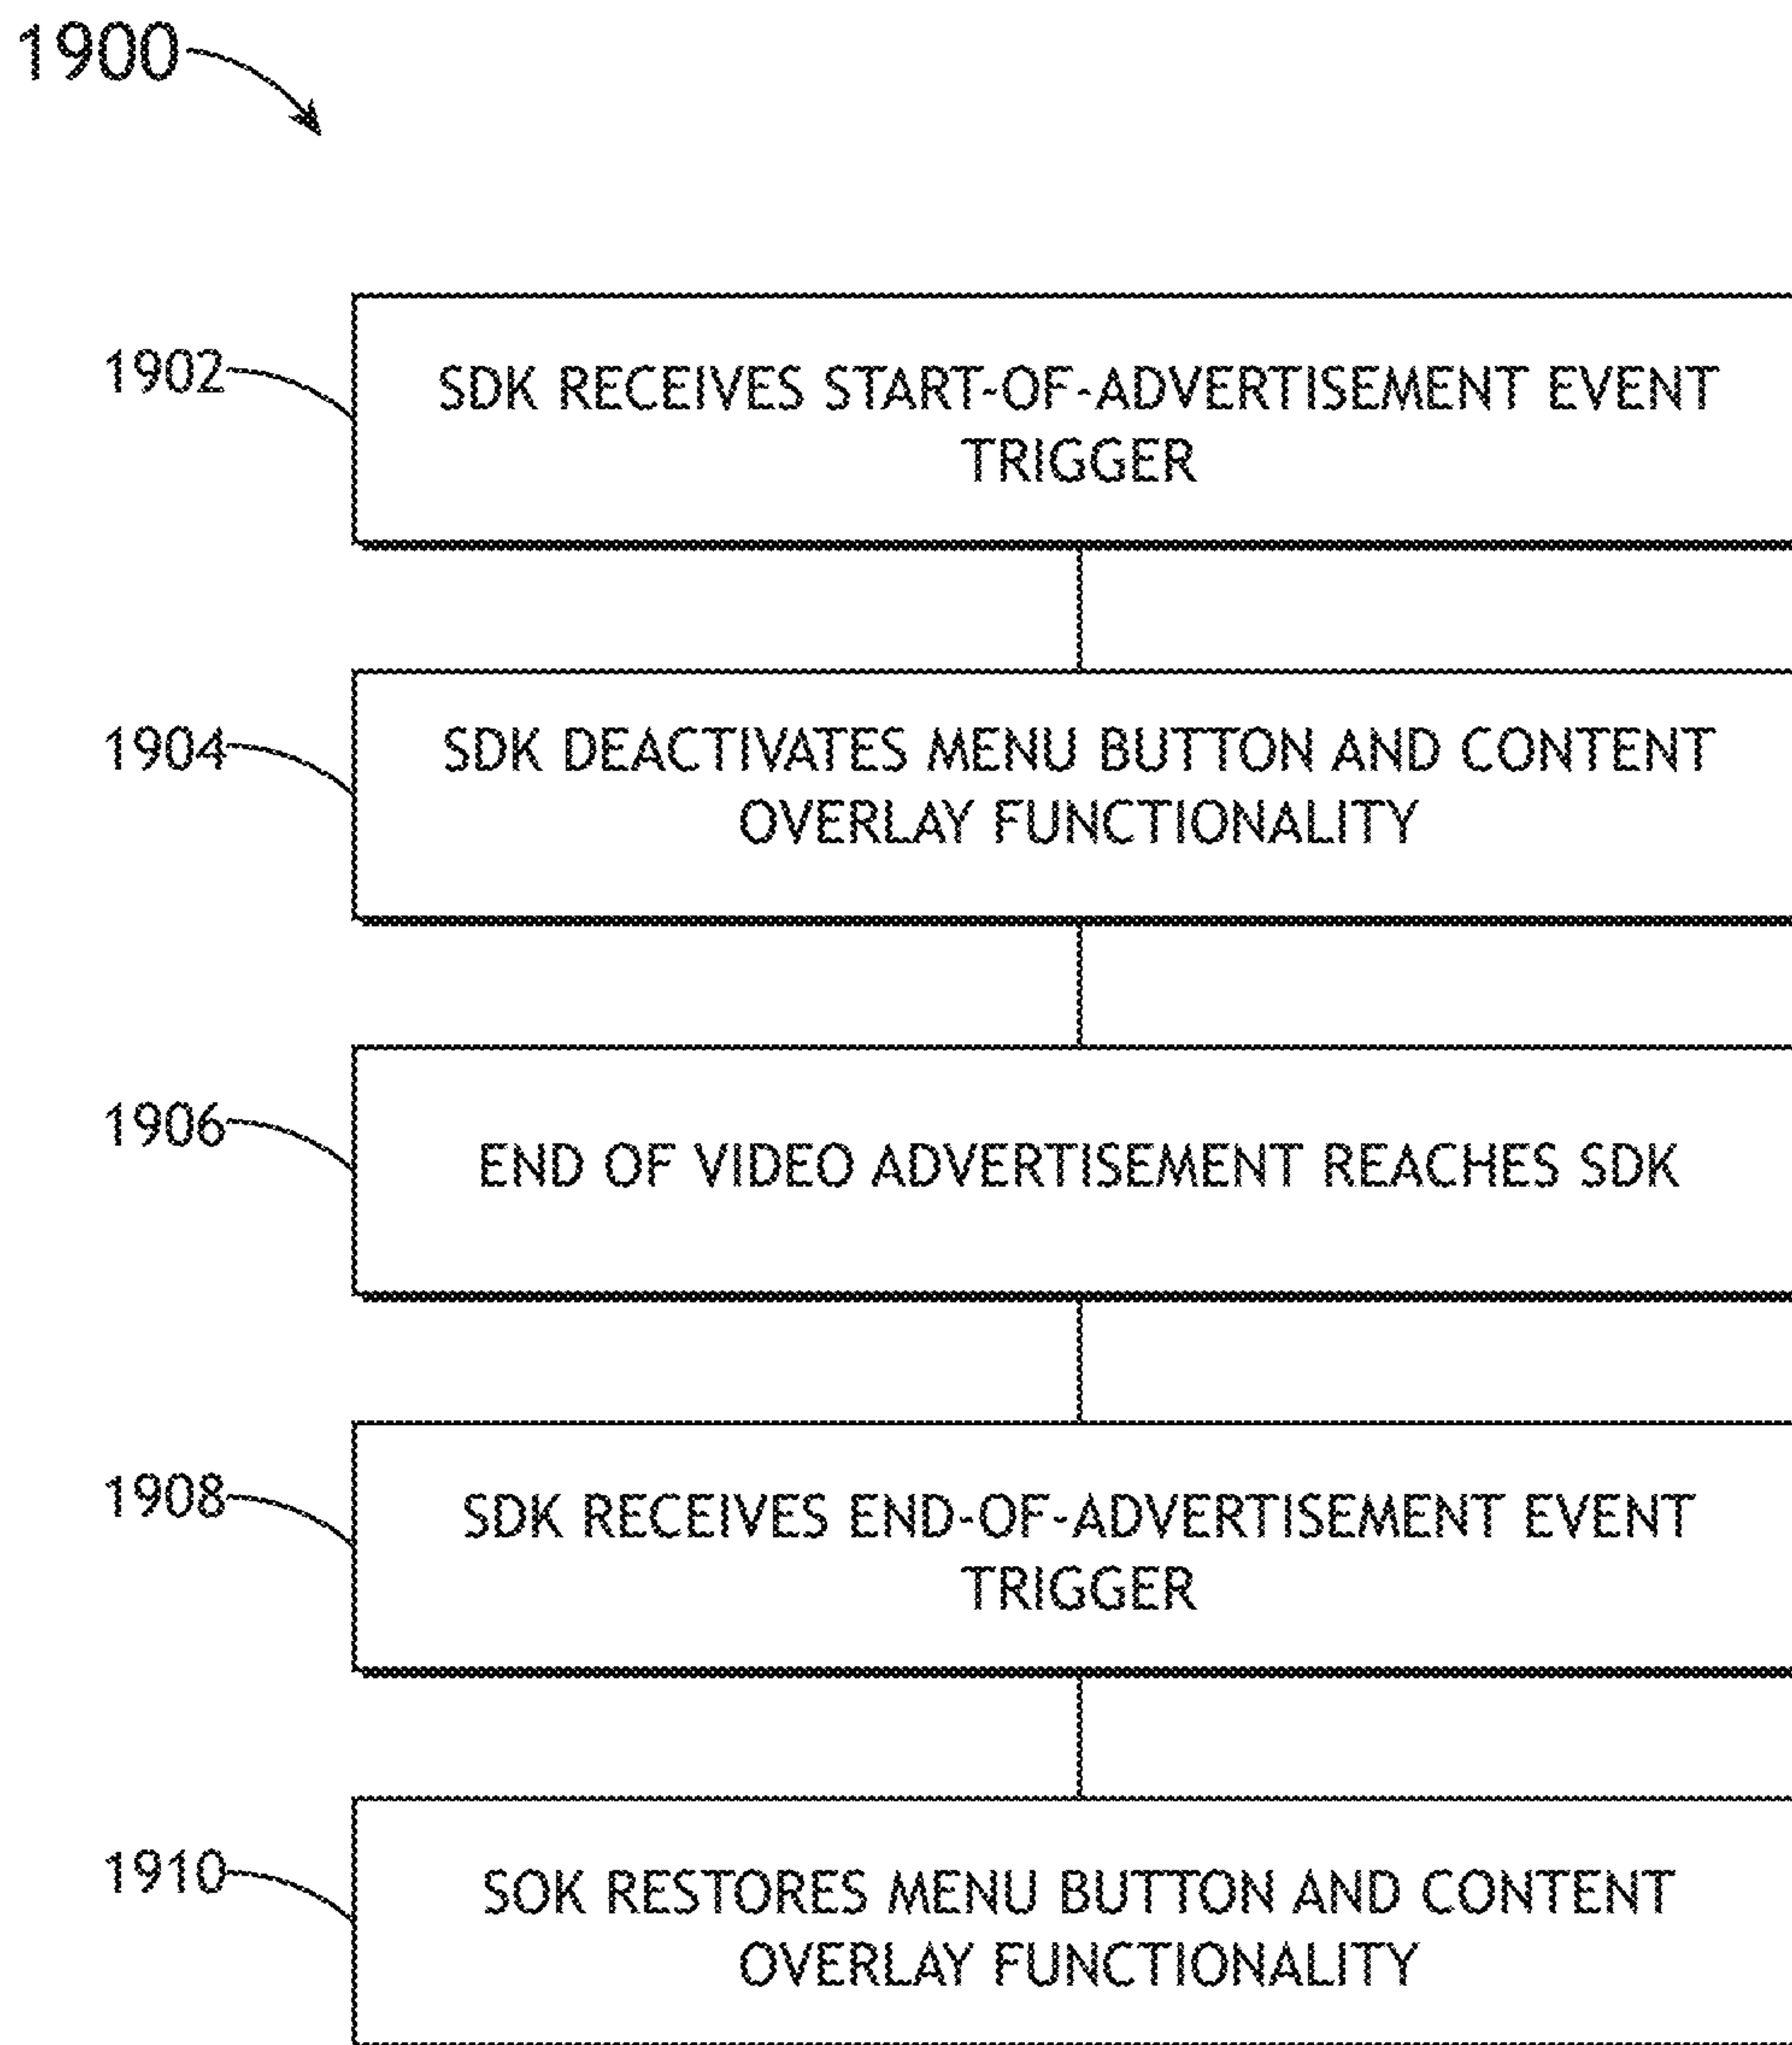 1900
1902
SDK RECEIVES START-OF-ADVERTISEMENT EVENT
TRIGGER
1904
SDK DEACTIVATES MENU BUTTON AND CONTENT
OVERLAY FUNCTIONALITY
1906
END OF VIDEO ADVERTISEMENT REACHES SDK
1908
SDK RECEIVES END-OF-ADVERTISEMENT EVENT
TRIGGER
1910
SOK RESTORES MENU BUTTON AND CONTENT
OVERLAY FUNCTIONALITY